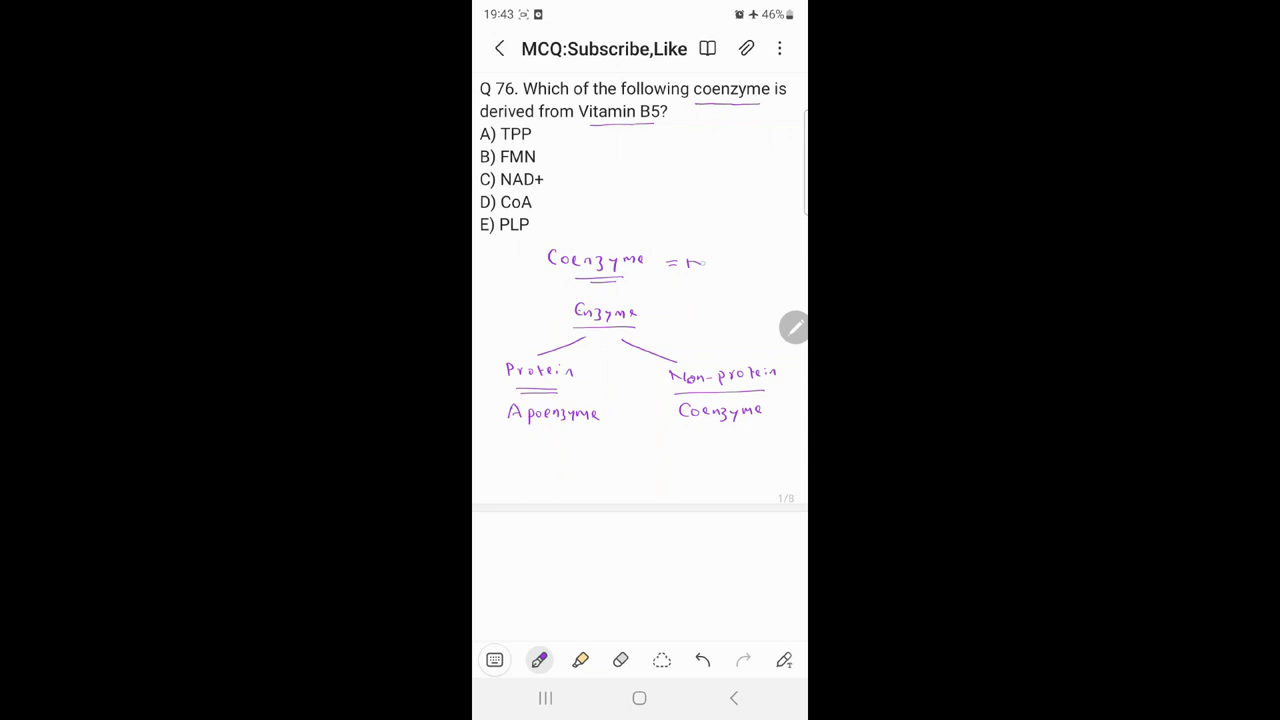 19:43 46%
MCQ:Subscribe,Like
Q 76. Which of the following coenzyme is
derived from Vitamin B5?
A) TPP
B) FMN
C) NAD+
D) CoA
E) PLP
Coenzyme =
Enzyme
Protein Non-protein
Apoenzyme Coenzyme
1/8